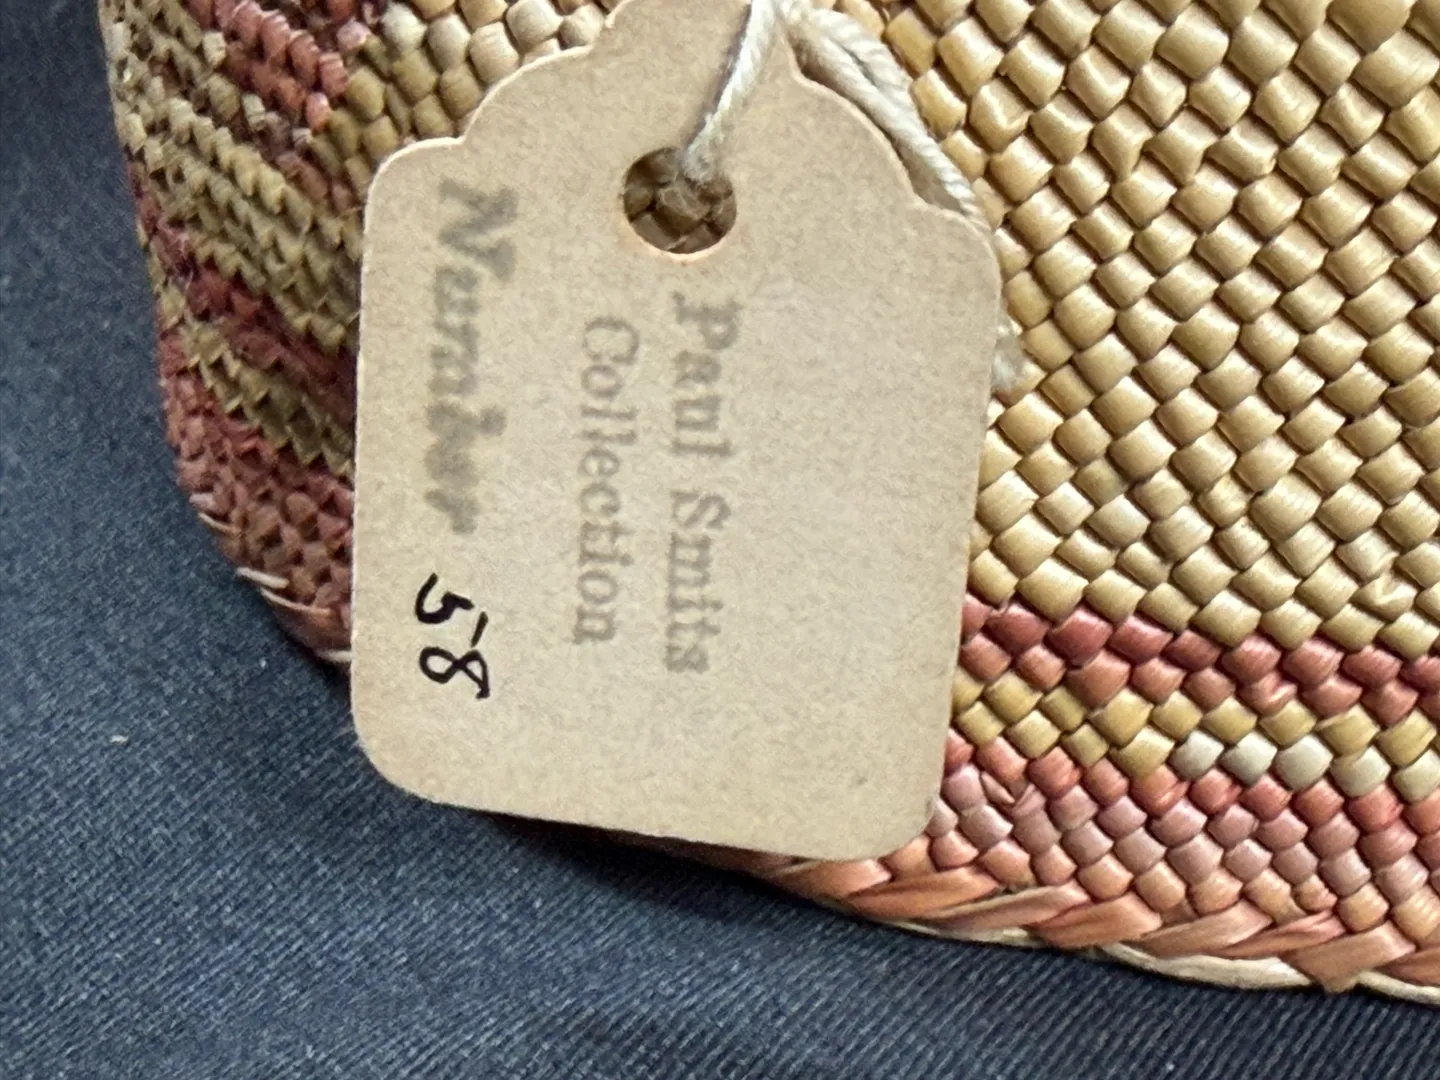 Paul Smits
Collection
Number 58